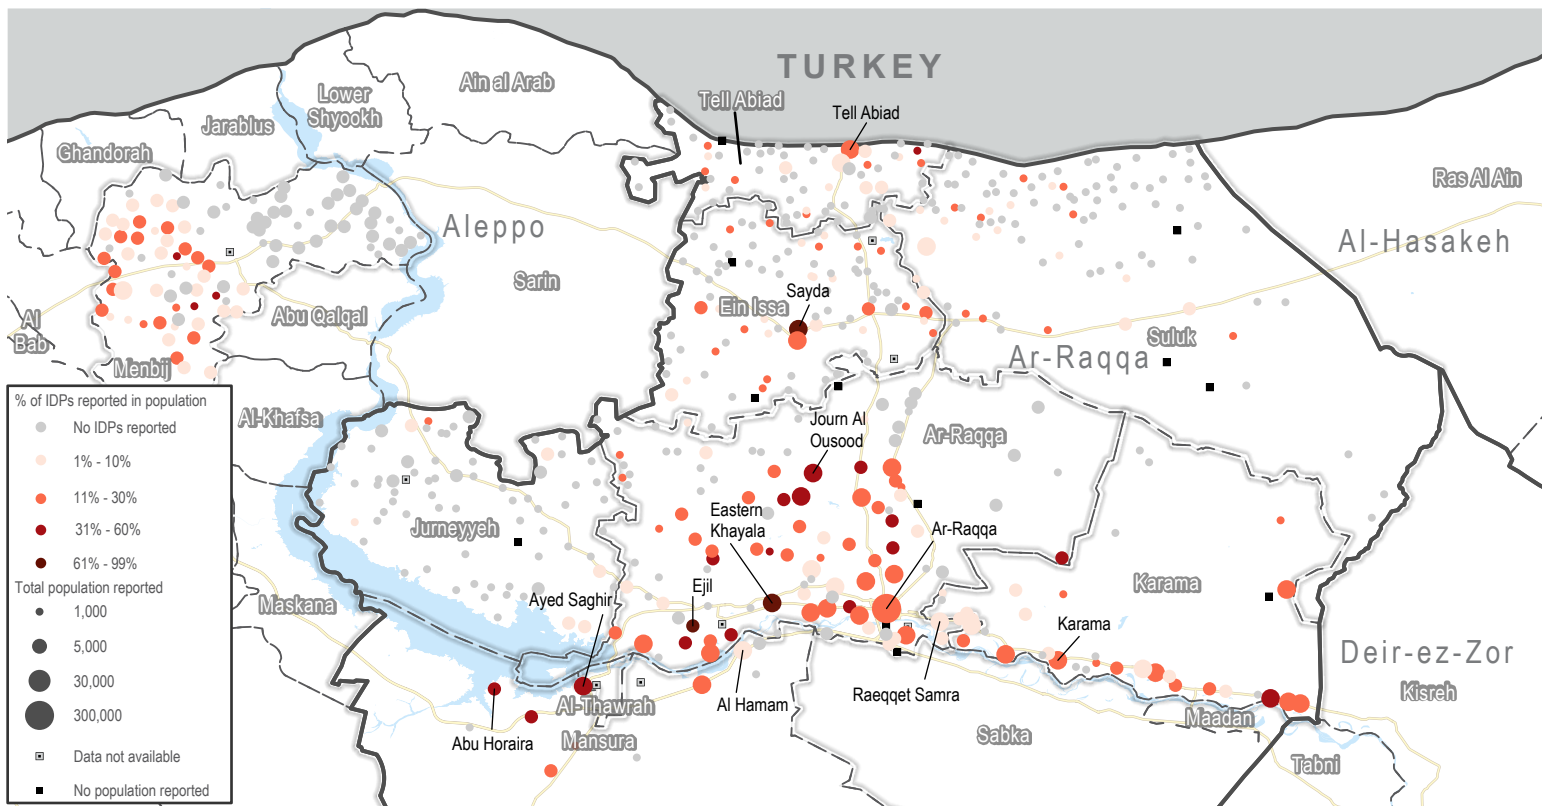 TURKEY
Ain al Arab
Tell Abiad
Lower
Shyookh
Tell Abiad
Jarablus
Ghandorah
Ras Al Ain
Aleppo
Al-Hasakeh
Sarin
Sayda
Ein Issa
Abu Qalqal
Al
Bab
Suluk
Ar-Raqqa
Menbij
% of IDPs reported in population
No IDPs reported
1% - 10%
11% - 30%
31% - 60%
61% - 99%
Total population reported
1,000
5,000
30,000
300,000
Data not available
No population reported
Al-Khafsa
Journ Al
Ousood
Ar-Raqqa
Eastern
Khayala
Jurneyyeh
Ar-Raqqa
Karama
Ejil
Ayed Saghir
Maskana
Karama
Deir-ez-Zor
Raeqqet Samra
Kisreh
Al-Thawrah
Al Hamam
Maadan
Abu Horaira
Mansura
Sabka
Tabni